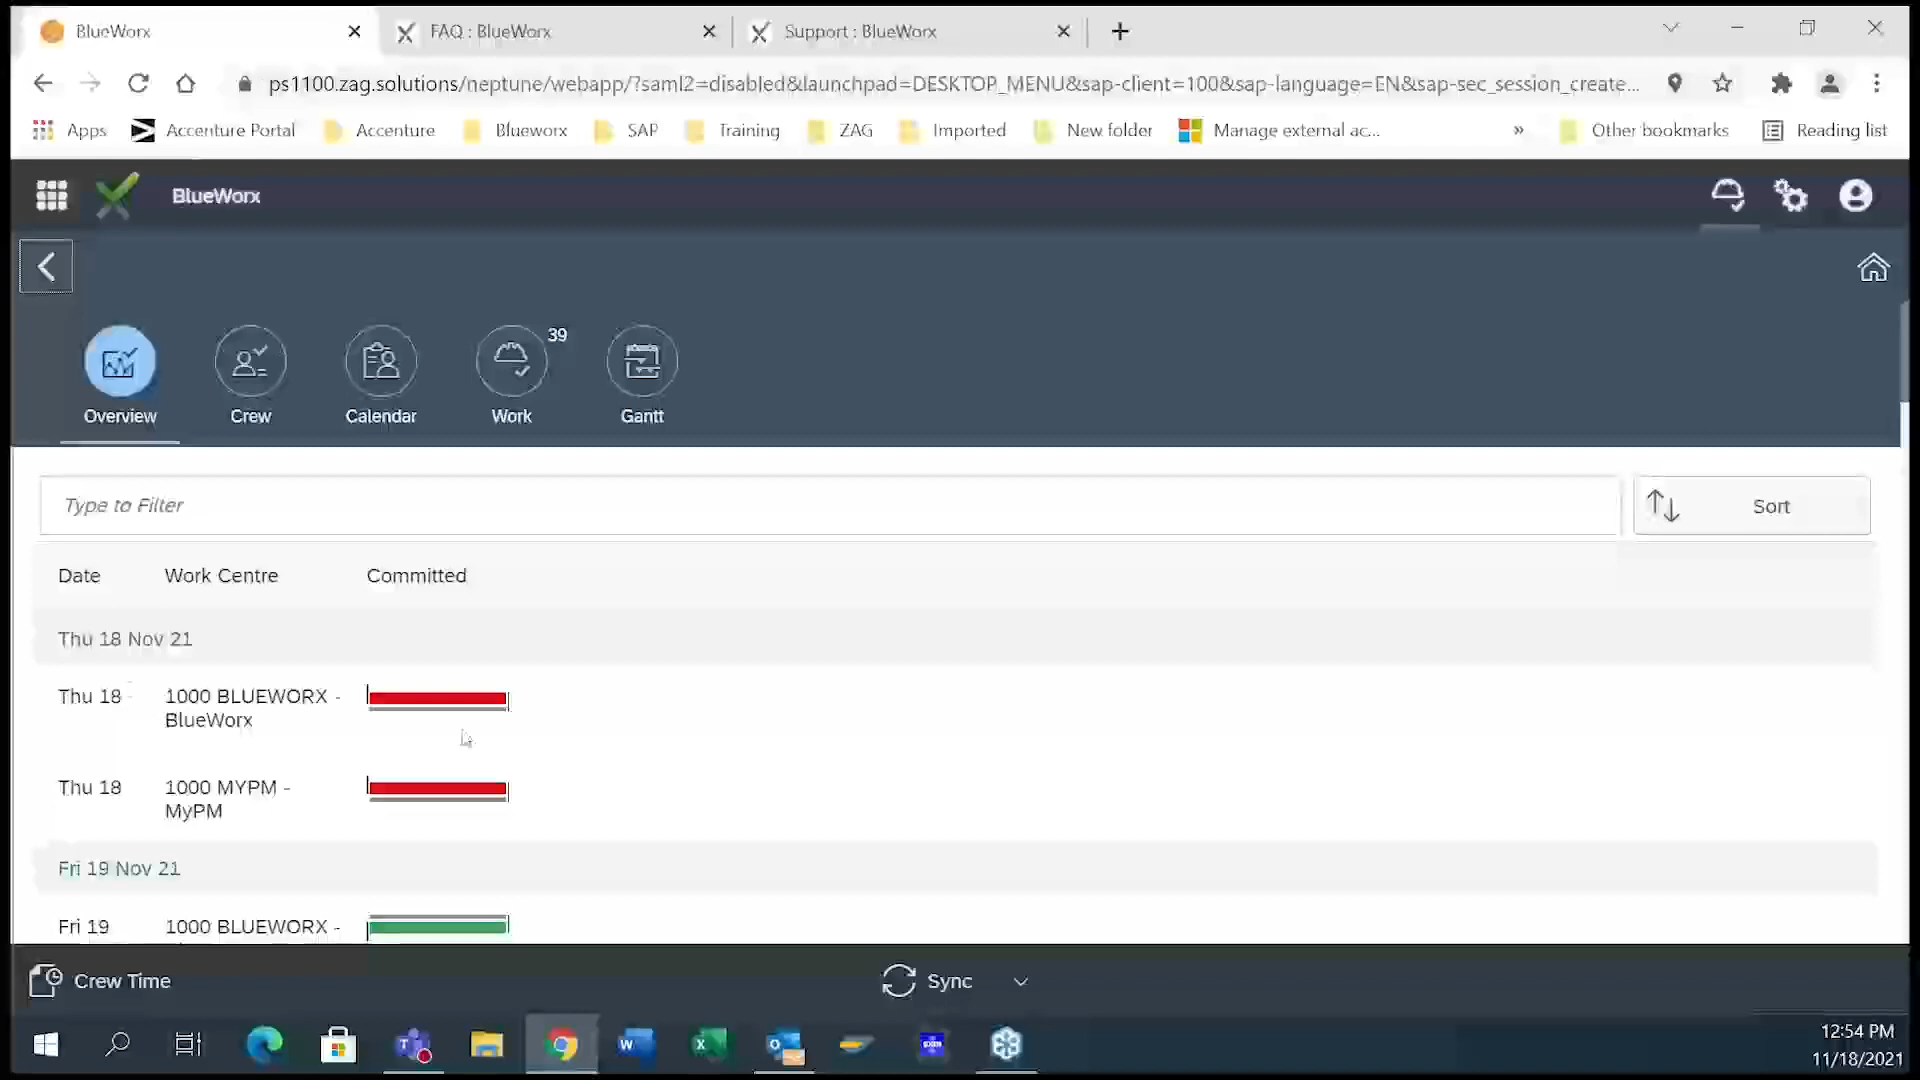 BlueWorx
FAQ : BlueWorx
Support : BlueWorx
ps1100.zag.solutions/neptune/webapp/?saml2=disabled&launchpad=DESKTOP_MENU&sap-client=100&sap-language=EN&sap-sec_session_create...
Apps
Accenture Portal
Accenture
Blueworx
SAP
Training
ZAG
Imported
New folder
Manage external ac...
»
Other bookmarks
Reading list
BlueWorx
39
Overview
Crew
Calendar
Work
Gantt
Type to Filter
Sort
Date
Work Centre
Committed
Thu 18 Nov 21
Thu 18
1000 BLUEWORX -
BlueWorx
Thu 18
1000 MYPM -
MyPM
Fri 19 Nov 21
Fri 19
1000 BLUEWORX -
Crew Time
Sync
12:54 PM
11/18/2021